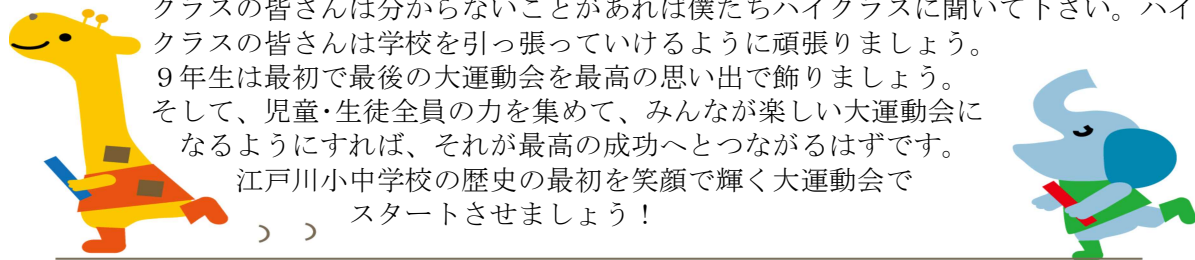 クラスの皆さんは分からないことがあれば僕たちハイクラスに聞いて下さい。ハイ
クラスの皆さんは学校を引っ張っていけるように頑張りましょう。
９年生は最初で最後の大運動会を最高の思い出で飾りましょう。
そして、児童・生徒全員の力を集めて、みんなが楽しい大運動会に
なるようにすれば、それが最高の成功へとつながるはずです。
江戸川小中学校の歴史の最初を笑顔で輝く大運動会で
スタートさせましょう！